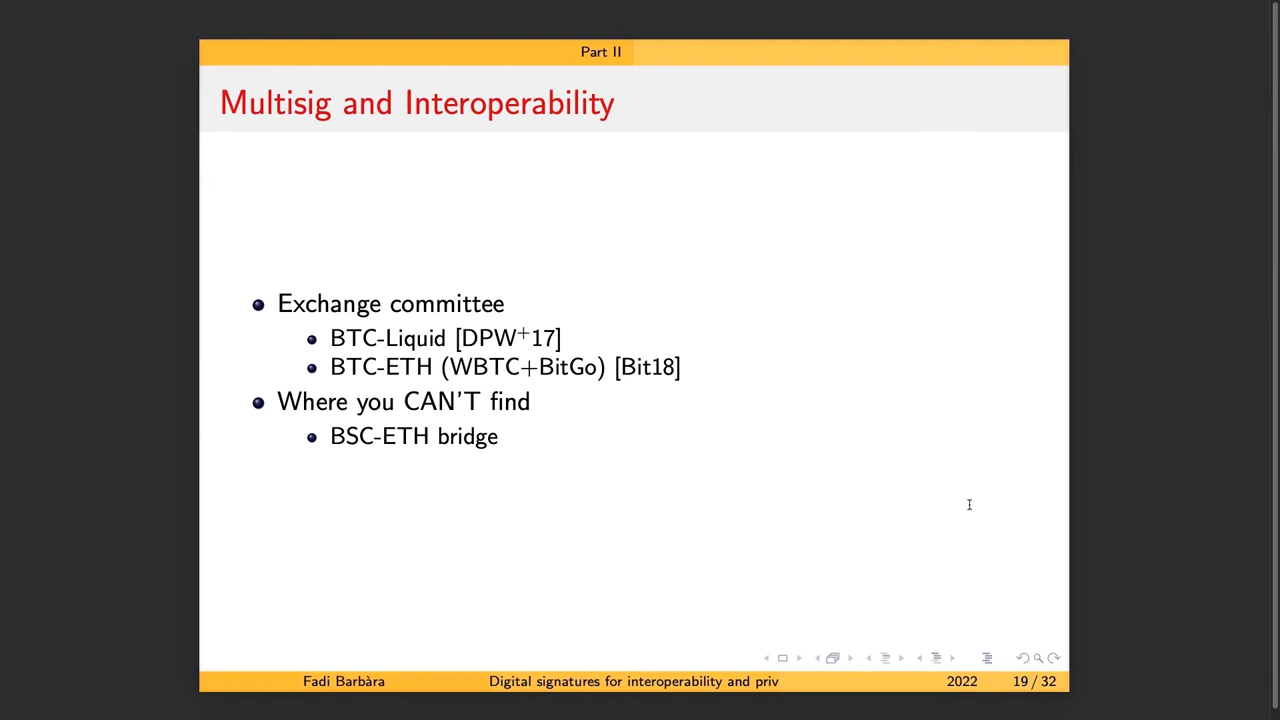 Part II
Multisig and Interoperability
Exchange committee
BTC-Liquid [DPW+17]
BTC-ETH (WBTC+BitGo) [Bit18]
Where you CAN'T find
BSC-ETH bridge
Fadi Barbàra Digital signatures for interoperability and priv 2022 19 / 32